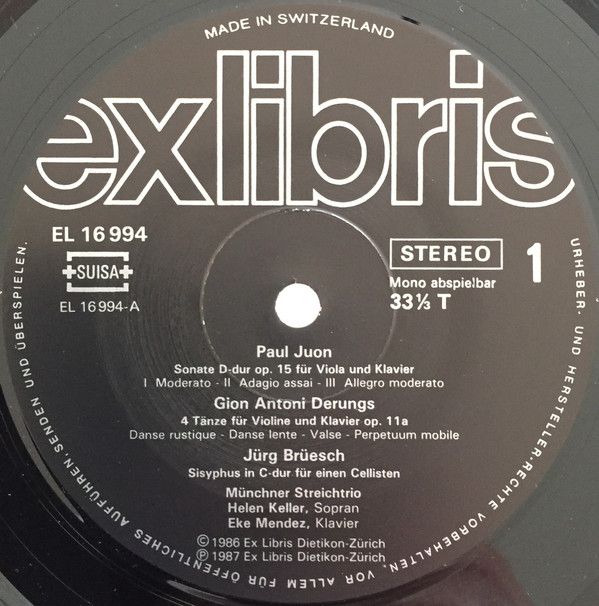 MADE IN SWITZERLAND
exlibris
EL 16 994
SUISA
EL 16 994-A
STEREO
1
Mono abspielbar
33⅓ T
Paul Juon
Sonate D-dur op. 15 für Viola und Klavier
I Moderato - II Adagio assai - III Allegro moderato
Gion Antoni Derungs
4 Tänze für Violine und Klavier op. 11a
Danse rustique - Danse lente - Valse - Perpetuum mobile
Jürg Brüesch
Sisyphus in C-dur für einen Cellisten
Münchner Streichtrio
Helen Keller, Sopran
Eke Mendez, Klavier
© 1986 Ex Libris Dietikon-Zürich
℗ 1987 Ex Libris Dietikon-Zürich
URHEBER- UND HERSTELLER-RECHTE VORBEHALTEN, VOR ALLEM FÜR ÖFFENTLICHES AUFFÜHREN, SENDEN UND ÜBERSPIELEN.